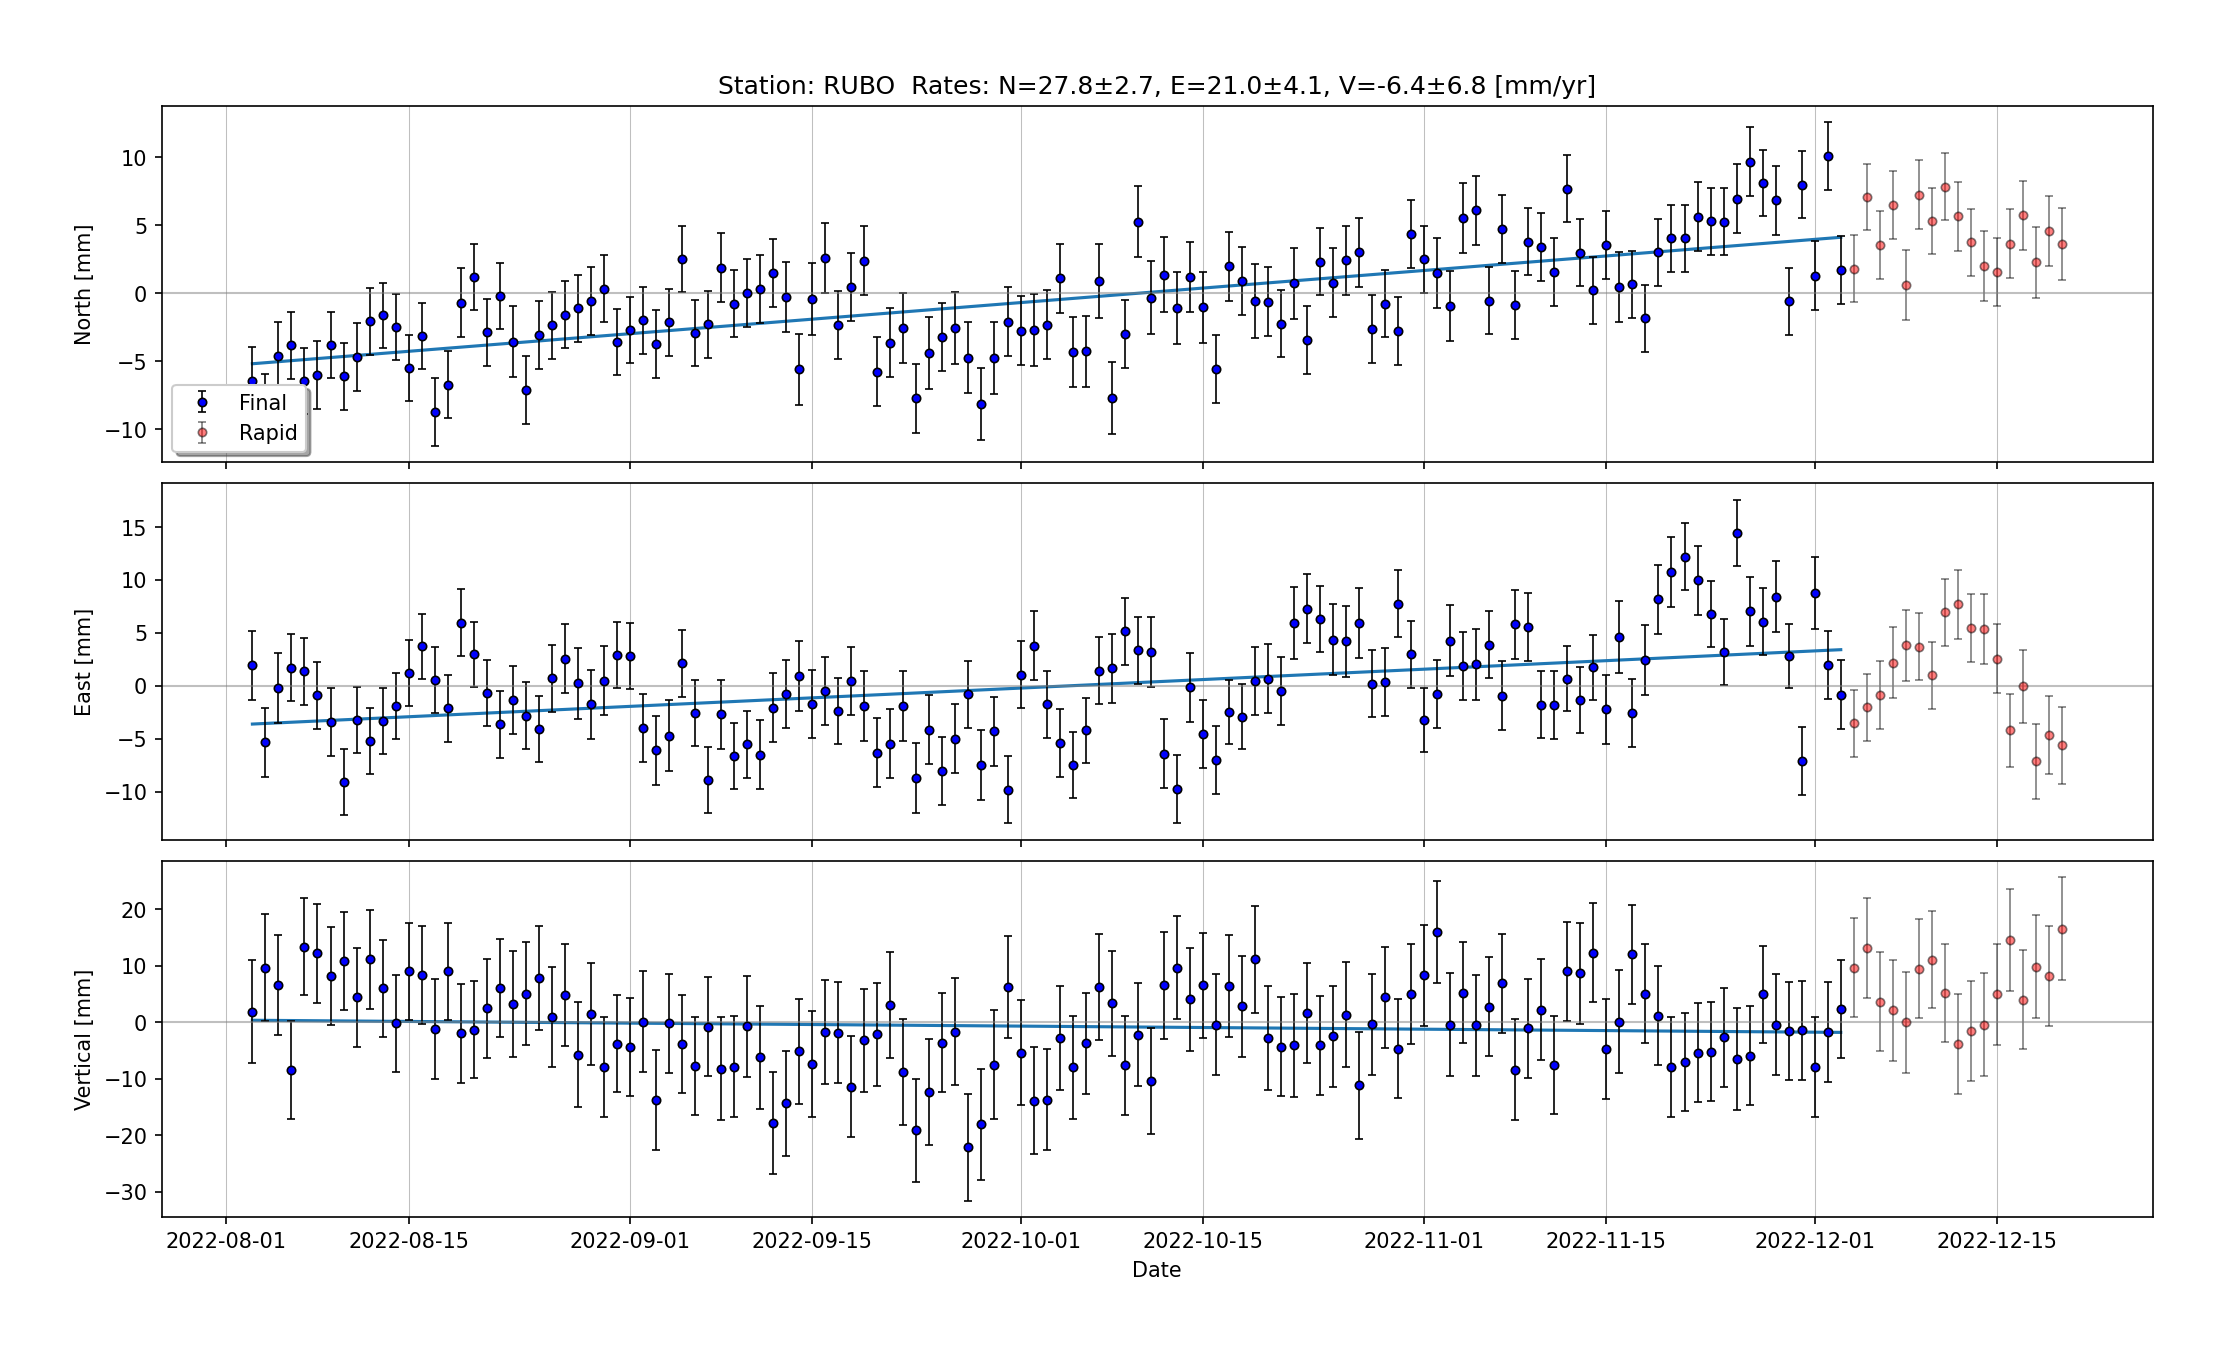 Station: RUBO  Rates: N=27.8±2.7, E=21.0±4.1, V=-6.4±6.8 [mm/yr]
North [mm]
10
5
0
−5
−10
Final
Rapid
East [mm]
15
10
5
0
−5
−10
Vertical [mm]
20
10
0
−10
−20
−30
2022-08-01 2022-08-15 2022-09-01 2022-09-15 2022-10-01 2022-10-15 2022-11-01 2022-11-15 2022-12-01 2022-12-15
Date